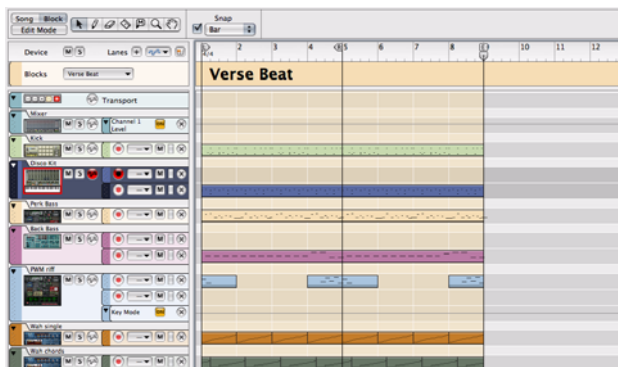 Song Block
Edit Mode
Snap
Bar
Device M S Lanes
Blocks Verse Beat
2 3 4 5 6 7 8 9 10 11 12
4/4
Verse Beat
Transport
Mixer
M S Channel 1
Level
Kick
M S M
Disco Kit
M S M
M
Perk Bass
M S M
Back Bass
M S M
M
PWM riff
M S M
M
Key Mode
Wah single
M S M
Wah chords
M S M